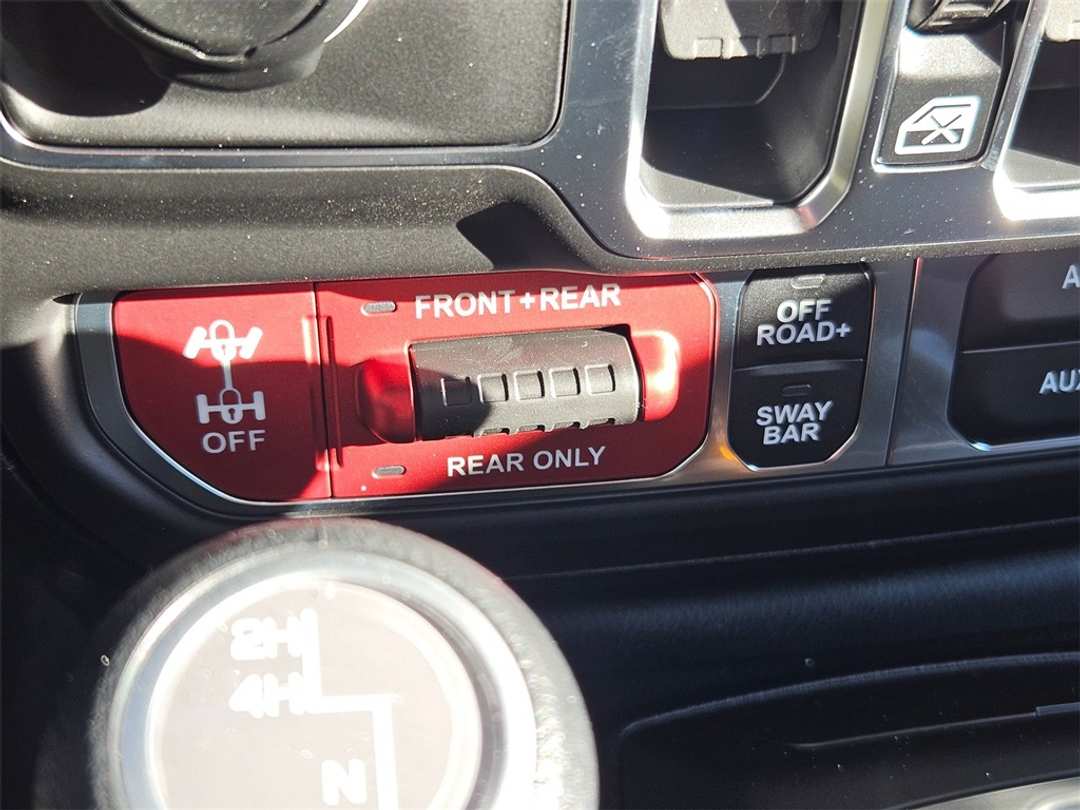 FRONT+REAR
OFF
REAR ONLY
OFF
ROAD+
SWAY
BAR
AUX
2H
4H
N